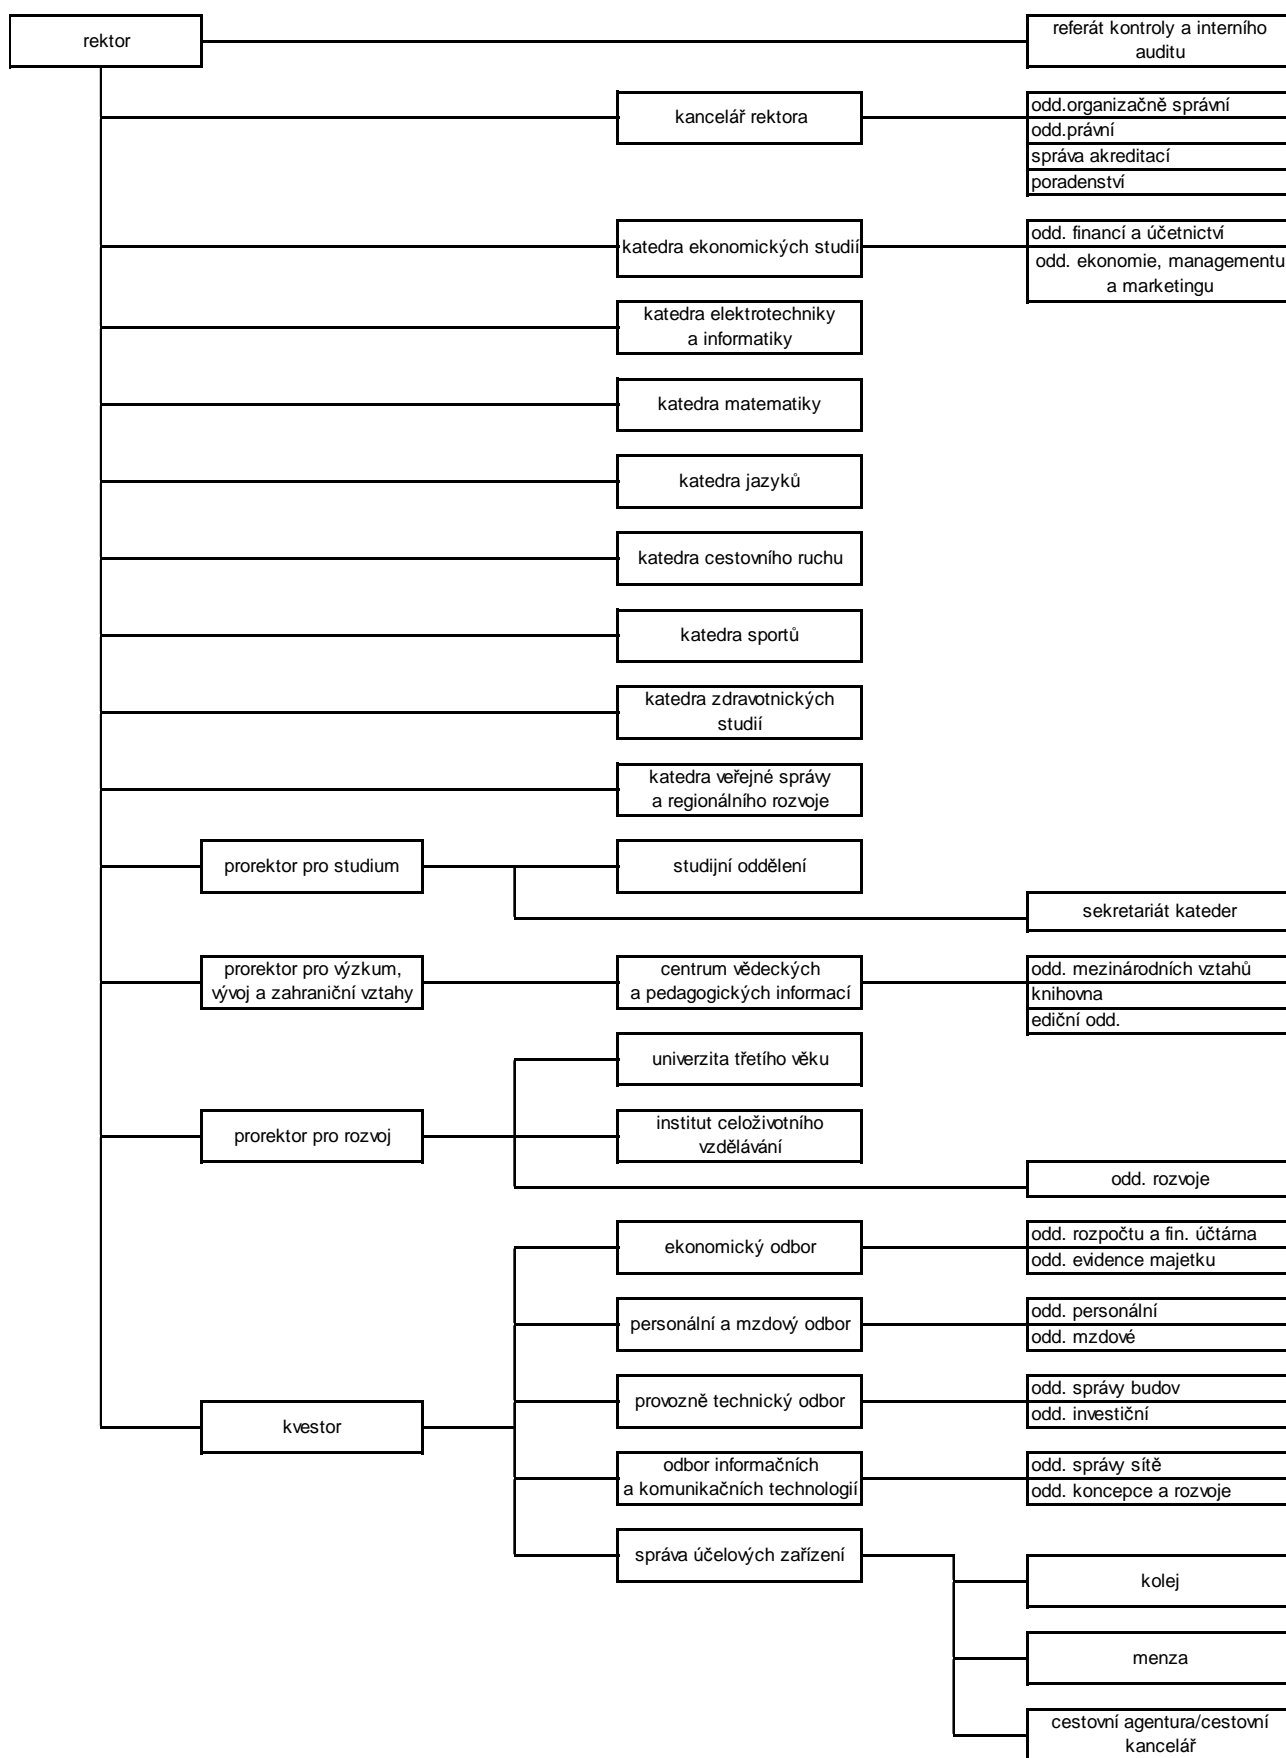 rektor
referát kontroly a interního
auditu
kancelář rektora
odd.organizačně správní
odd.právní
správa akreditací
poradenství
katedra ekonomických studií
odd. financí a účetnictví
odd. ekonomie, managementu
a marketingu
katedra elektrotechniky
a informatiky
katedra matematiky
katedra jazyků
katedra cestovního ruchu
katedra sportů
katedra zdravotnických
studií
katedra veřejné správy
a regionálního rozvoje
prorektor pro studium
studijní oddělení
sekretariát kateder
prorektor pro výzkum,
vývoj a zahraniční vztahy
centrum vědeckých
a pedagogických informací
odd. mezinárodních vztahů
knihovna
ediční odd.
univerzita třetího věku
prorektor pro rozvoj
institut celoživotního
vzdělávání
odd. rozvoje
ekonomický odbor
odd. rozpočtu a fin. účtárna
odd. evidence majetku
personální a mzdový odbor
odd. personální
odd. mzdové
kvestor
provozně technický odbor
odd. správy budov
odd. investiční
odbor informačních
a komunikačních technologií
odd. správy sítě
odd. koncepce a rozvoje
správa účelových zařízení
kolej
menza
cestovní agentura/cestovní
kancelář